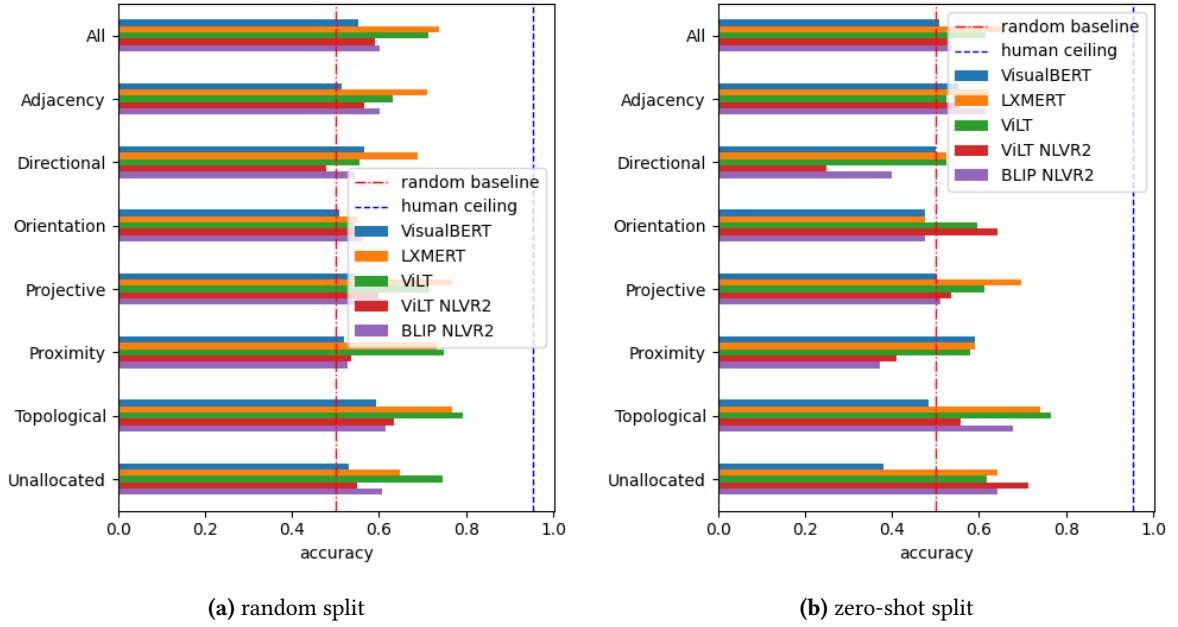 All
Adjacency
Directional
Orientation
Projective
Proximity
Topological
Unallocated
random baseline
human ceiling
VisualBERT
LXMERT
ViLT
ViLT NLVR2
BLIP NLVR2
0.0 0.2 0.4 0.6 0.8 1.0
accuracy
(a) random split
All
Adjacency
Directional
Orientation
Projective
Proximity
Topological
Unallocated
random baseline
human ceiling
VisualBERT
LXMERT
ViLT
ViLT NLVR2
BLIP NLVR2
0.0 0.2 0.4 0.6 0.8 1.0
accuracy
(b) zero-shot split